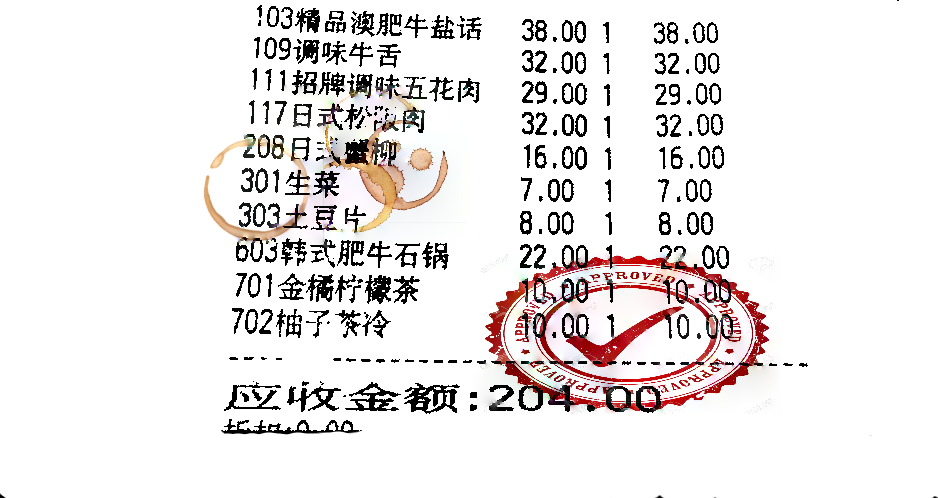 103精品澳肥牛盐话 38.00 1 38.00
109调味牛舌 32.00 1 32.00
111招牌调味五花肉 29.00 1 29.00
117日式松阪肉 32.00 1 32.00
208日式蟹柳 16.00 1 16.00
301生菜 7.00 1 7.00
303土豆片 8.00 1 8.00
603韩式肥牛石锅 22.00 1 22.00
701金橘柠檬茶 10.00 1 10.00
702柚子茶冷 10.00 1 10.00
APPROVED APPROVED APPROVED APPROVED APPROVED
应收金额:204.00